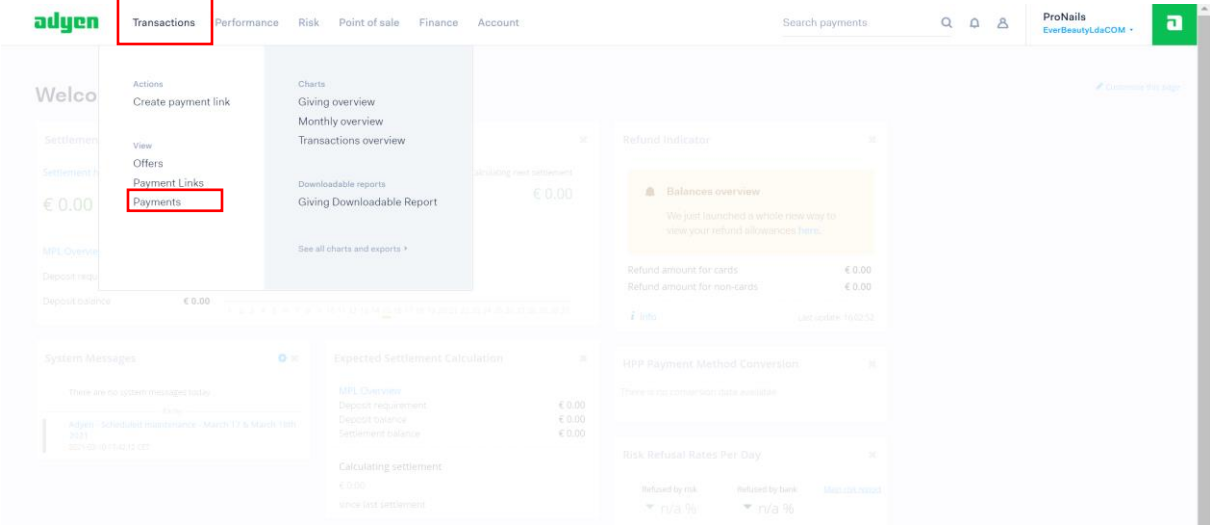 adyen
Transactions Performance Risk Point of sale Finance Account
Search payments
ProNails
EverBeautyLdaCOM
a
Actions
Create payment link
View
Offers
Payment Links
Payments
Charts
Giving overview
Monthly overview
Transactions overview
Downloadable reports
Giving Downloadable Report
See all charts and exports
Welco
Customise this page
Settlemen
€ 0.00
€ 0.00
MPL Overview
Deposit requ
Deposit balance € 0.00
Refund Indicator
Balances overview
We just launched a whole new way to
view your refund allowances here.
Refund amount for cards € 0.00
Refund amount for non-cards € 0.00
i Info
Last update:
System Messages
There are no system messages today.
Adyen - Scheduled maintenance - March 17 & March 18th
2021
Expected Settlement Calculation
MPL Overview
Deposit requirement € 0.00
Deposit balance € 0.00
Settlement balance € 0.00
Calculating settlement
€ 0.00
since last settlement
HPP Payment Method Conversion
There is no conversion data available.
Risk Refusal Rates Per Day
Refused by risk Refused by bank
n/a % n/a %